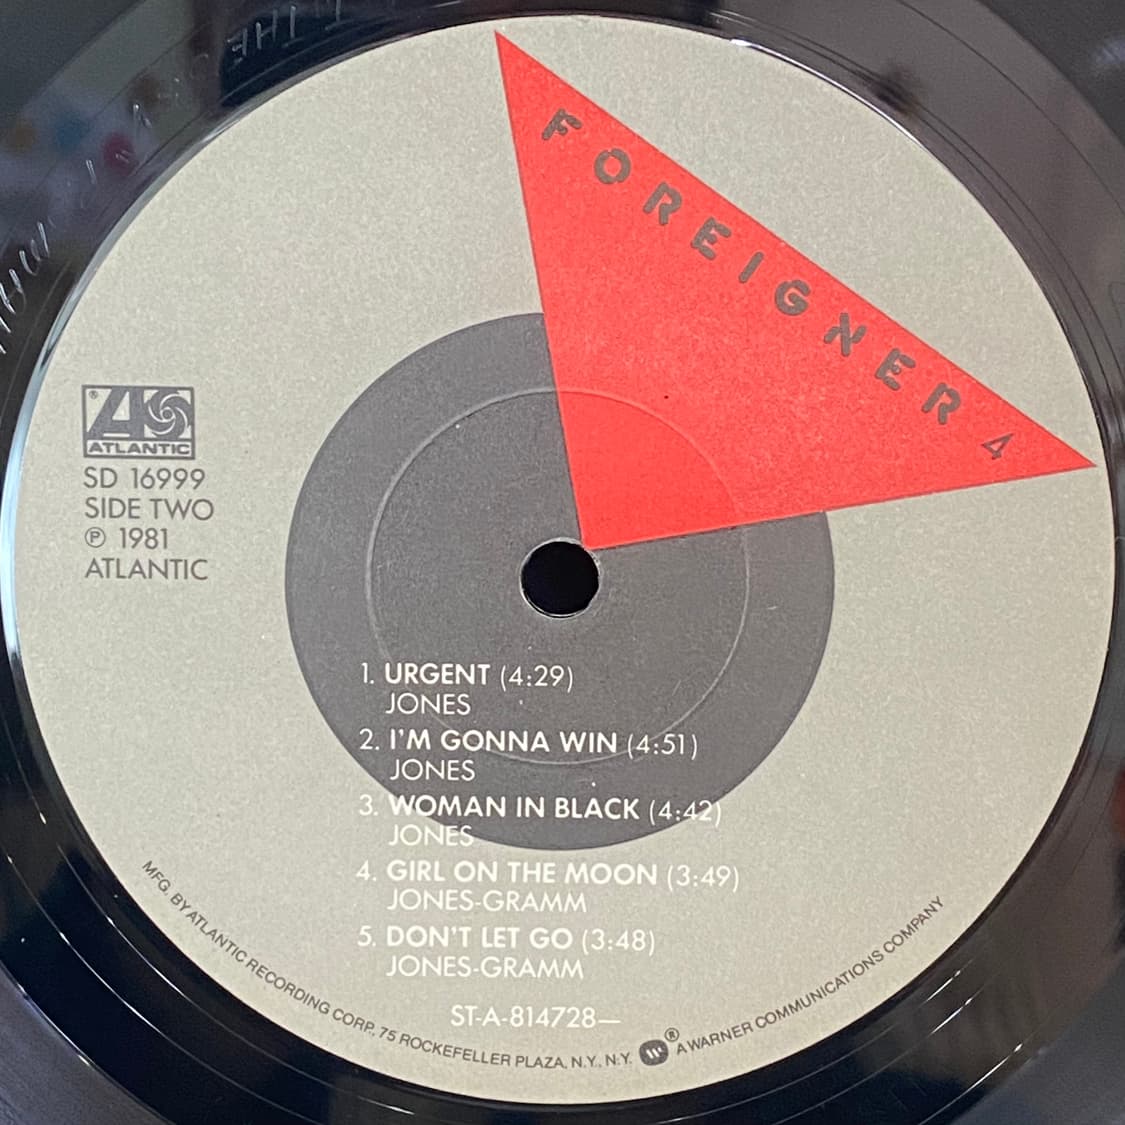 FOREIGNER 4
® ATLANTIC
SD 16999
SIDE TWO
℗ 1981
ATLANTIC
1. URGENT (4:29)
JONES
2. I'M GONNA WIN (4:51)
JONES
3. WOMAN IN BLACK (4:42)
JONES
4. GIRL ON THE MOON (3:49)
JONES-GRAMM
5. DON'T LET GO (3:48)
JONES-GRAMM
ST-A-814728—
MFG. BY ATLANTIC RECORDING CORP., 75 ROCKEFELLER PLAZA, N.Y., N.Y. ® A WARNER COMMUNICATIONS COMPANY